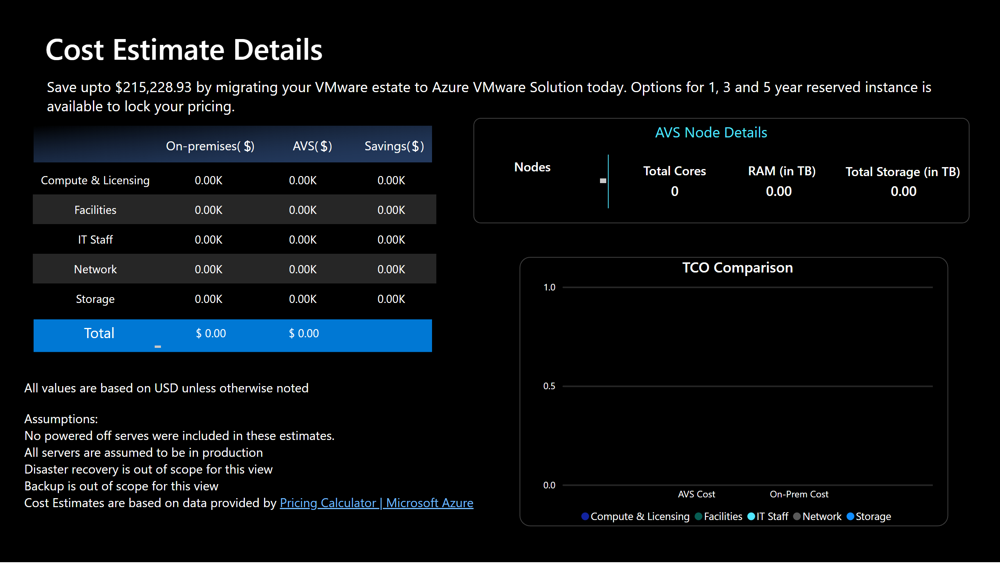 Cost Estimate Details
Save upto $215,228.93 by migrating your VMware estate to Azure VMware Solution today. Options for 1, 3 and 5 year reserved instance is
available to lock your pricing.
On-premises( $) AVS( $ ) Savings( $ )
Compute & Licensing 0.00K 0.00K 0.00K
Facilities 0.00K 0.00K 0.00K
IT Staff 0.00K 0.00K 0.00K
Network 0.00K 0.00K 0.00K
Storage 0.00K 0.00K 0.00K
Total $ 0.00 $ 0.00
All values are based on USD unless otherwise noted
Assumptions:
No powered off serves were included in these estimates.
All servers are assumed to be in production
Disaster recovery is out of scope for this view
Backup is out of scope for this view
Cost Estimates are based on data provided by Pricing Calculator | Microsoft Azure
AVS Node Details
Nodes
Total Cores RAM (in TB) Total Storage (in TB)
0 0.00 0.00
TCO Comparison
1.0
0.5
0.0
AVS Cost On-Prem Cost
Compute & Licensing Facilities IT Staff Network Storage